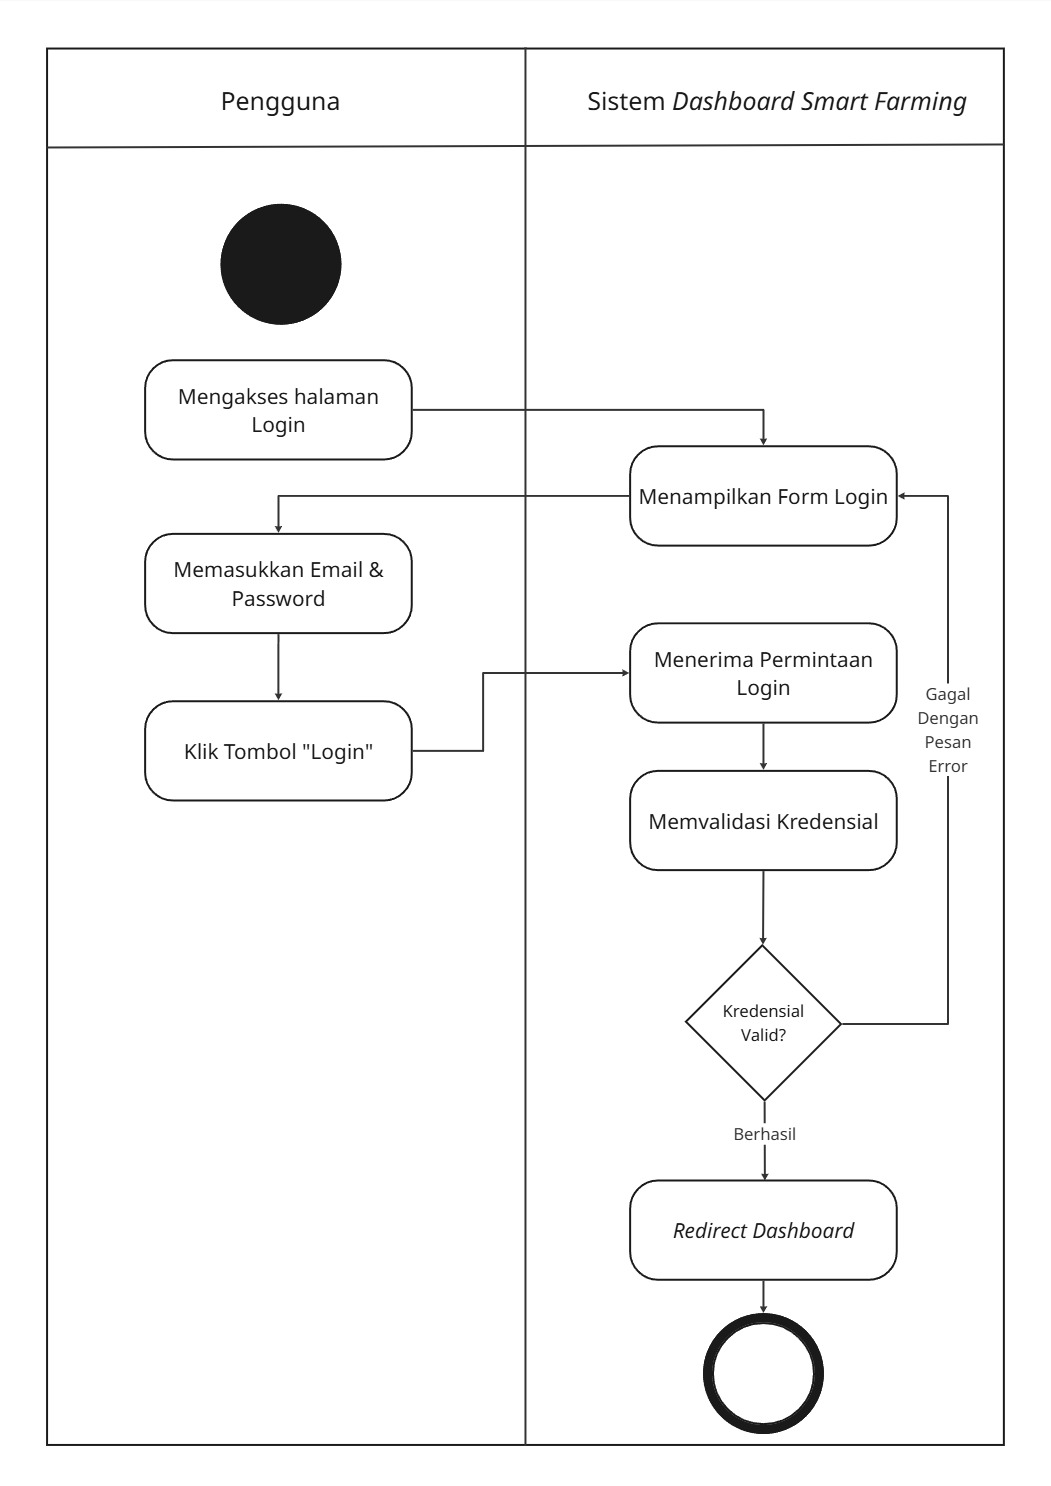 Pengguna
Sistem Dashboard Smart Farming
Mengakses halaman
Login
Menampilkan Form Login
Memasukkan Email &
Password
Menerima Permintaan
Login
Klik Tombol "Login"
Gagal
Dengan
Pesan
Error
Memvalidasi Kredensial
Kredensial
Valid?
Berhasil
Redirect Dashboard